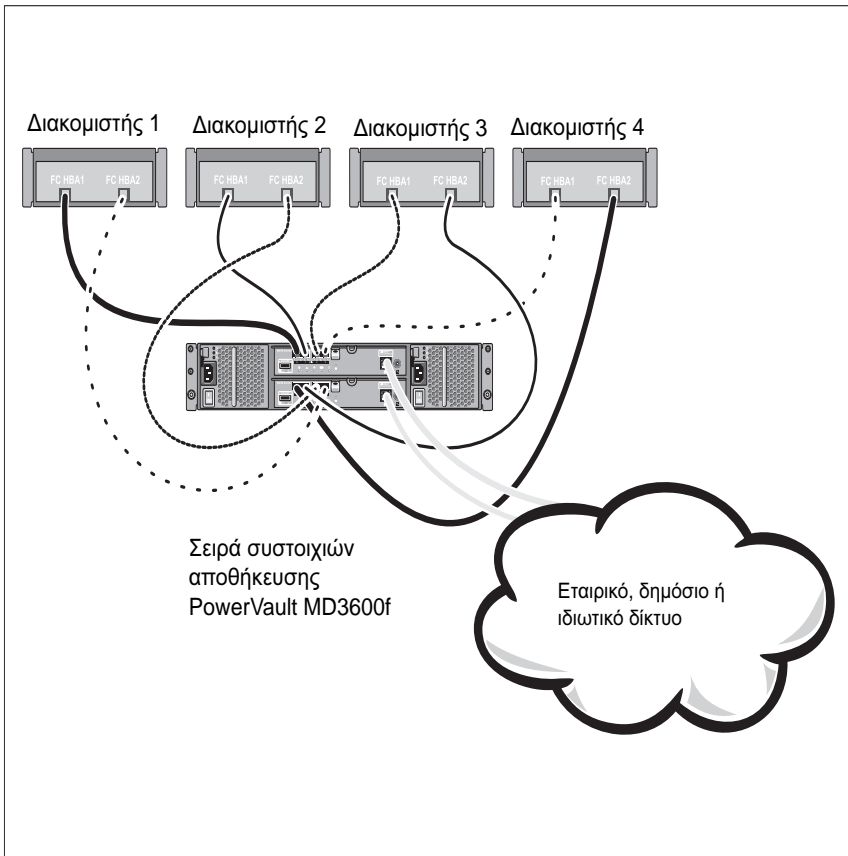 Διακομιστής 1
Διακομιστής 2
Διακομιστής 3
Διακομιστής 4
FC HBA1 FC HBA2
FC HBA1 FC HBA2
FC HBA1 FC HBA2
FC HBA1 FC HBA2
Σειρά συστοιχιών
αποθήκευσης
PowerVault MD3600f
Εταιρικό, δημόσιο ή
ιδιωτικό δίκτυο